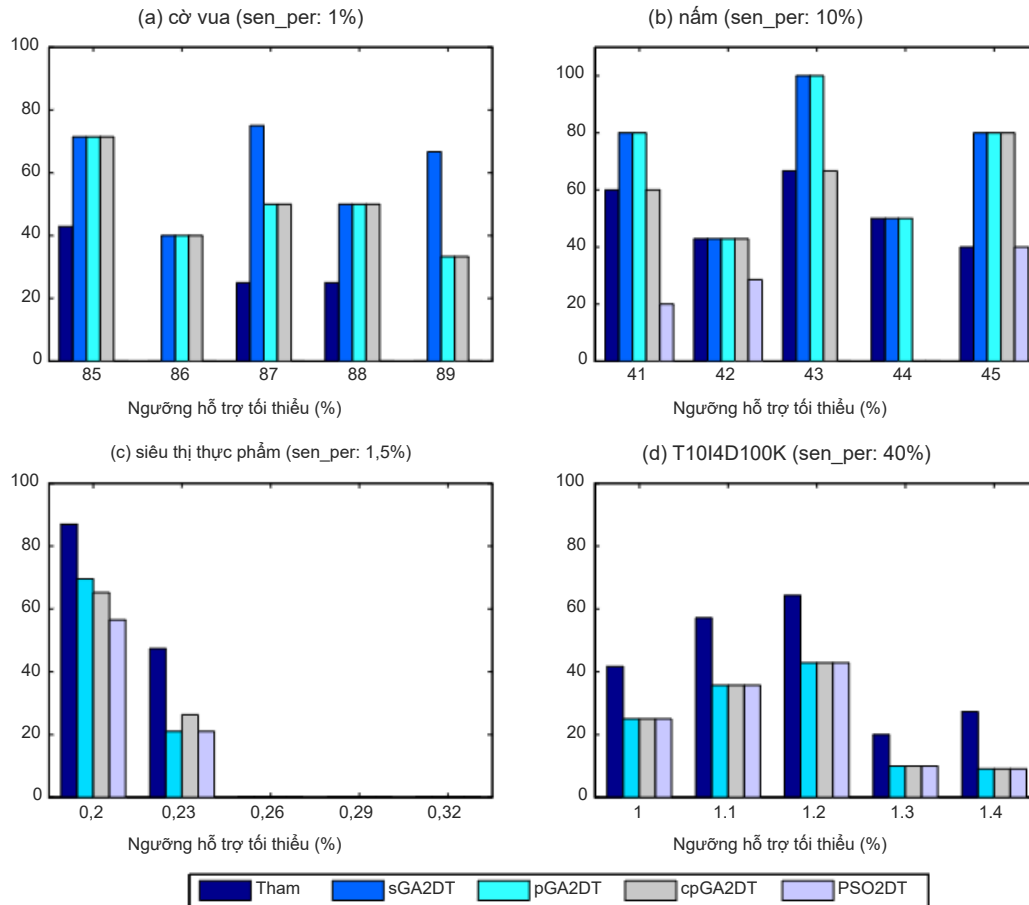 (a) cờ vua (sen_per: 1%)
100
80
60
40
20
0
85 86 87 88 89
Ngưỡng hỗ trợ tối thiểu (%)
(b) nấm (sen_per: 10%)
100
80
60
40
20
0
41 42 43 44 45
Ngưỡng hỗ trợ tối thiểu (%)
(c) siêu thị thực phẩm (sen_per: 1,5%)
100
80
60
40
20
0
0,2 0,23 0,26 0,29 0,32
Ngưỡng hỗ trợ tối thiểu (%)
(d) T10I4D100K (sen_per: 40%)
100
80
60
40
20
0
1 1.1 1.2 1.3 1.4
Ngưỡng hỗ trợ tối thiểu (%)
Tham sGA2DT pGA2DT cpGA2DT PSO2DT